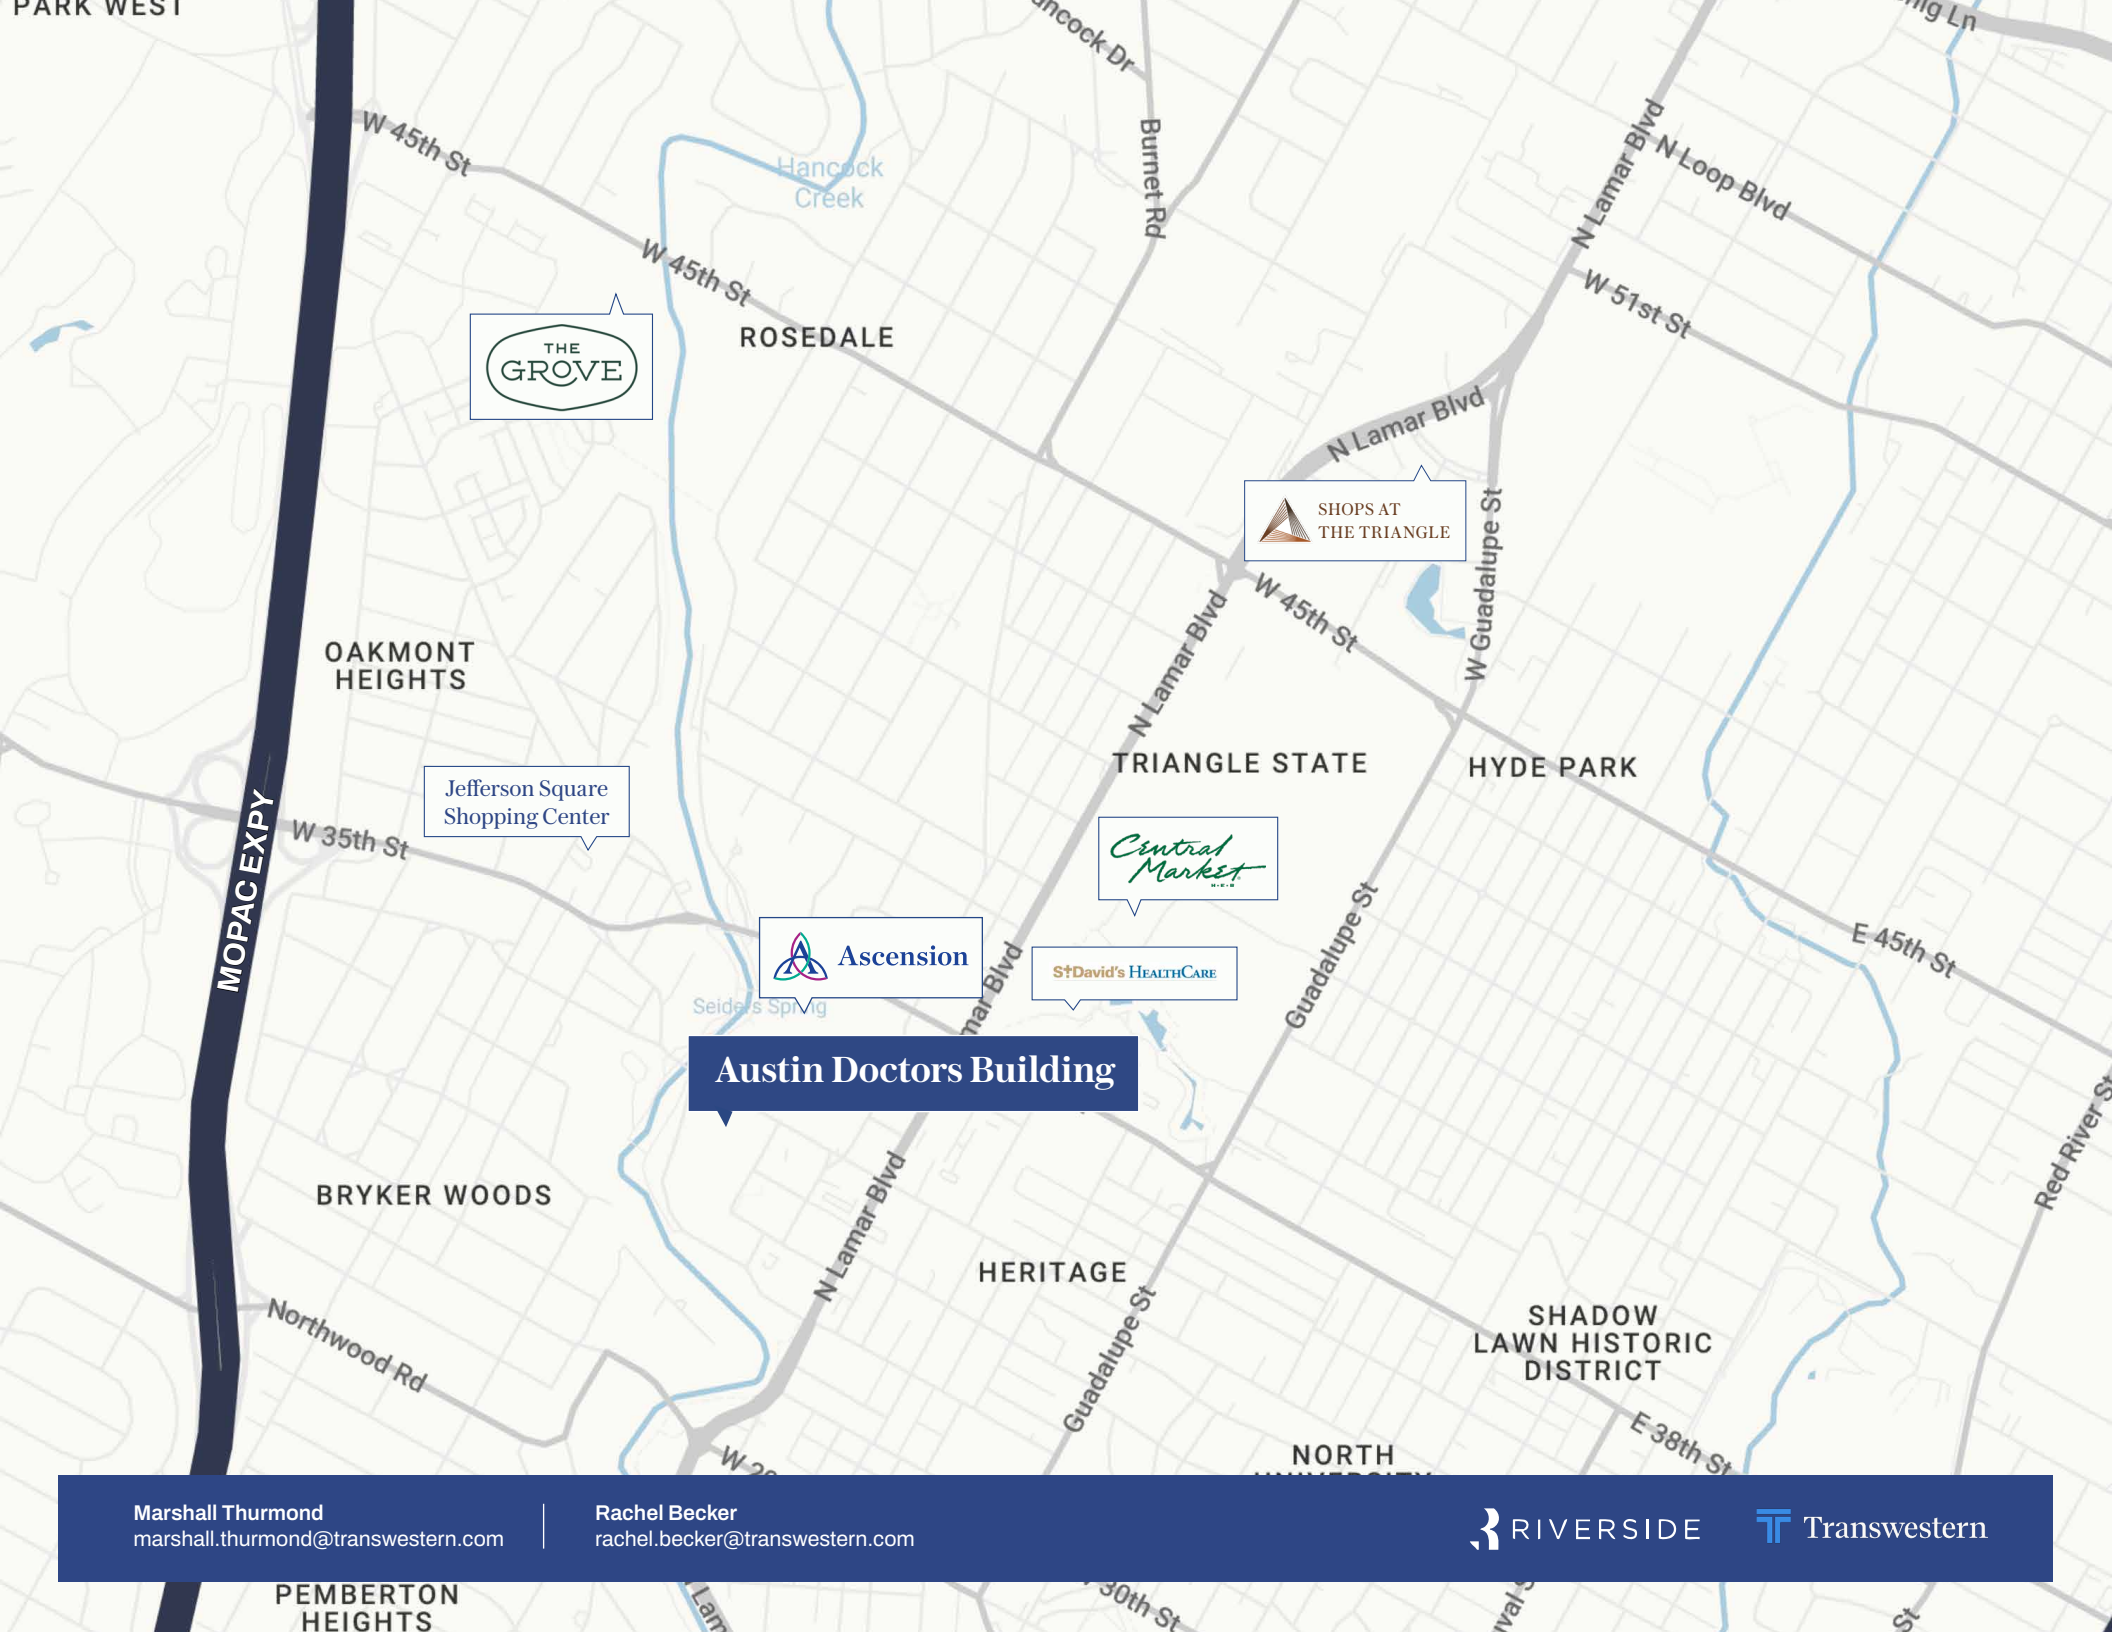 PARK WEST
Burnet Rd
N Lamar Blvd
N Loop Blvd
W 45th St
Hancock
Creek
W 45th St
W 51st St
THE
GROVE
ROSEDALE
N Lamar Blvd
SHOPS AT
THE TRIANGLE
W Guadalupe St
W 45th St
N Lamar Blvd
OAKMONT
HEIGHTS
TRIANGLE STATE
HYDE PARK
Jefferson Square
Shopping Center
W 35th St
MOPAC EXPY
Central
Market
H-E-B
Guadalupe St
E 45th St
Ascension
Blvd
St David's HEALTHCARE
Seiders Spring
Austin Doctors Building
Red River St
BRYKER WOODS
N Lamar Blvd
HERITAGE
Guadalupe St
Northwood Rd
SHADOW
LAWN HISTORIC
DISTRICT
E 38th St
NORTH
Marshall Thurmond
marshall.thurmond@transwestern.com
Rachel Becker
rachel.becker@transwestern.com
RIVERSIDE
Transwestern
PEMBERTON
HEIGHTS
30th St
St